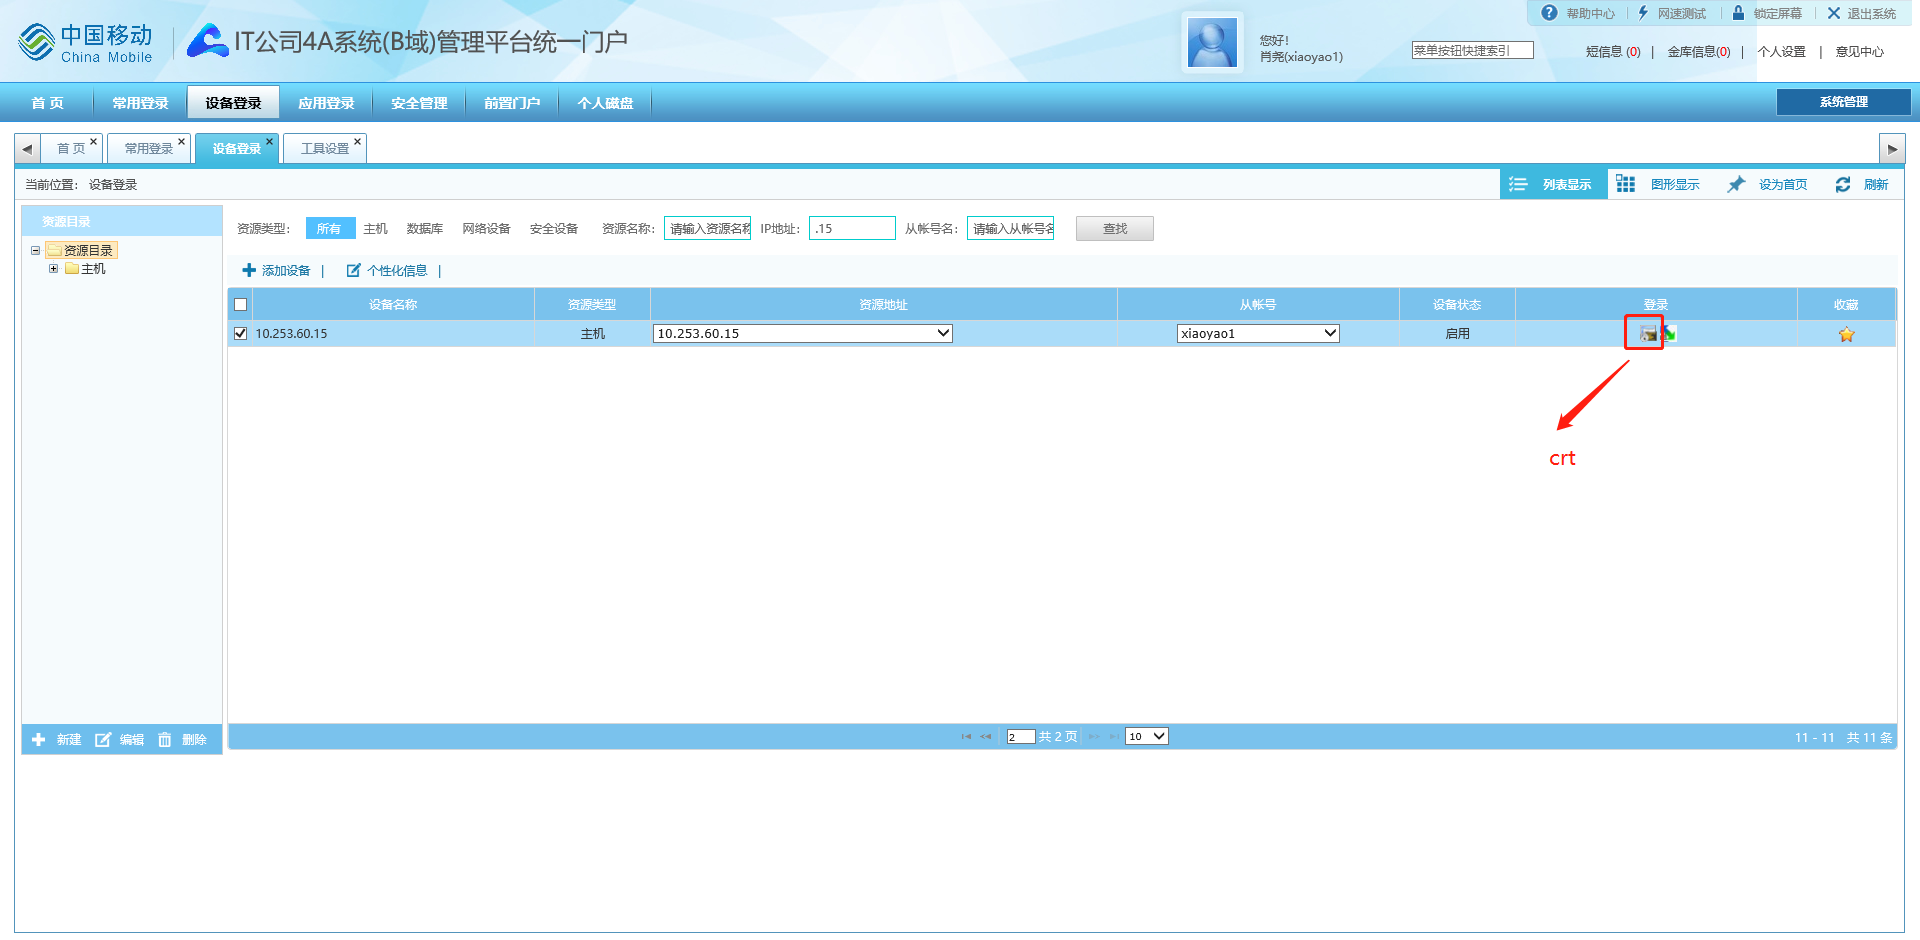 帮助中心 网速测试 锁定屏幕 退出系统
中国移动
China Mobile
IT公司4A系统(B域)管理平台统一门户
您好!
肖尧(xiaoyao1)
菜单按钮快捷索引
短信息 (0) | 金库信息(0) | 个人设置 | 意见中心
首 页 常用登录 设备登录 应用登录 安全管理 前置门户 个人磁盘 系统管理
首 页 常用登录 设备登录 工具设置
当前位置: 设备登录 列表显示 图形显示 设为首页 刷新
资源目录
资源目录
主机
资源类型: 所有 主机 数据库 网络设备 安全设备 资源名称: 请输入资源名称 IP地址: .15 从帐号名: 请输入从帐号名 查找
添加设备 | 个性化信息 |
设备名称 资源类型 资源地址 从帐号 设备状态 登录 收藏
10.253.60.15 主机 10.253.60.15 xiaoyao1 启用
crt
新建 编辑 删除
2 共 2 页 10 11 - 11 共 11 条